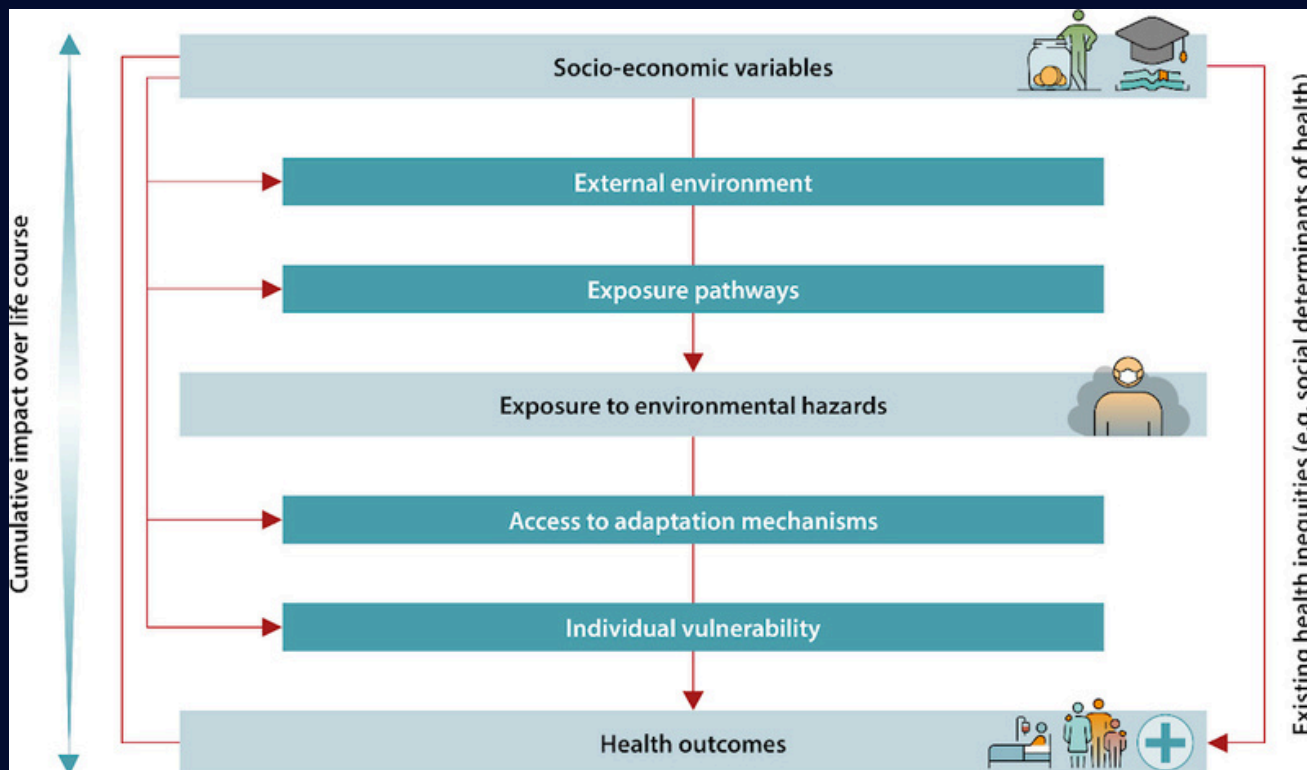 Socio-economic variables
External environment
Exposure pathways
Exposure to environmental hazards
Access to adaptation mechanisms
Individual vulnerability
Health outcomes
Cumulative impact over life course
Existing health inequities (e.g. social determinants of health)